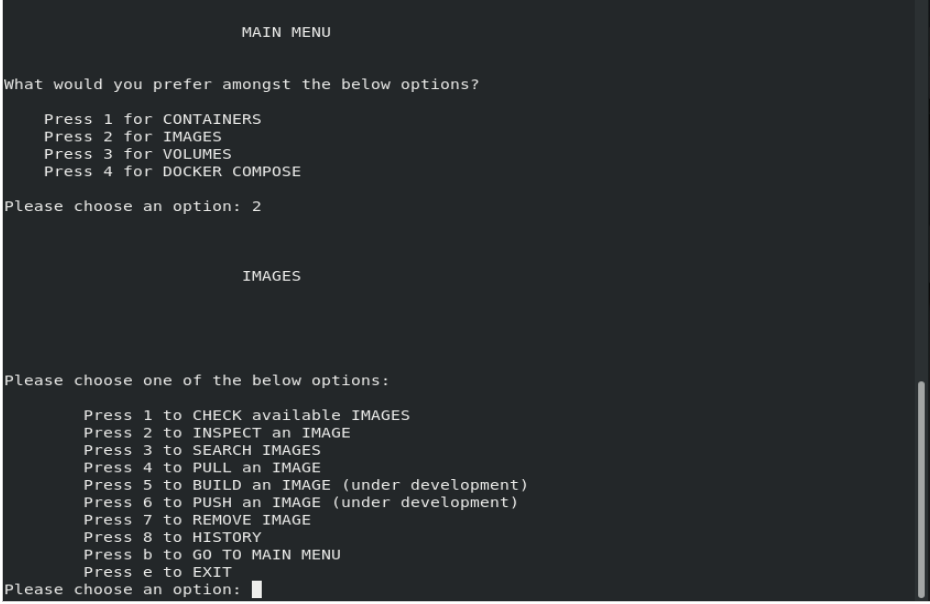 MAIN MENU
What would you prefer amongst the below options?
Press 1 for CONTAINERS
Press 2 for IMAGES
Press 3 for VOLUMES
Press 4 for DOCKER COMPOSE
Please choose an option: 2
IMAGES
Please choose one of the below options:
Press 1 to CHECK available IMAGES
Press 2 to INSPECT an IMAGE
Press 3 to SEARCH IMAGES
Press 4 to PULL an IMAGE
Press 5 to BUILD an IMAGE (under development)
Press 6 to PUSH an IMAGE (under development)
Press 7 to REMOVE IMAGE
Press 8 to HISTORY
Press b to GO TO MAIN MENU
Press e to EXIT
Please choose an option: